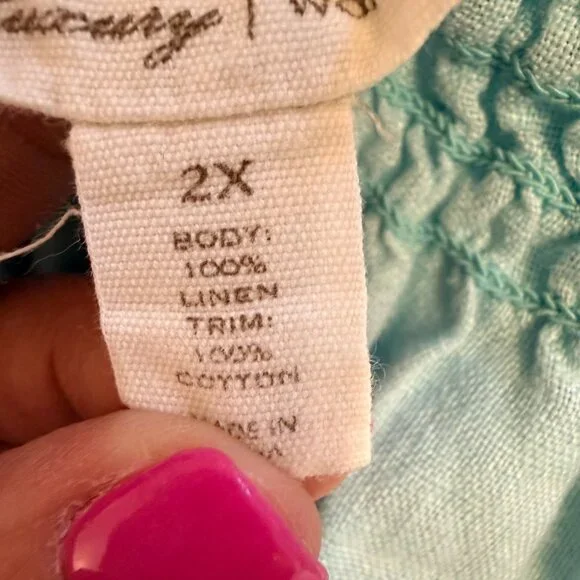 2X
BODY:
100%
LINEN
TRIM:
100%
COTTON
MADE IN